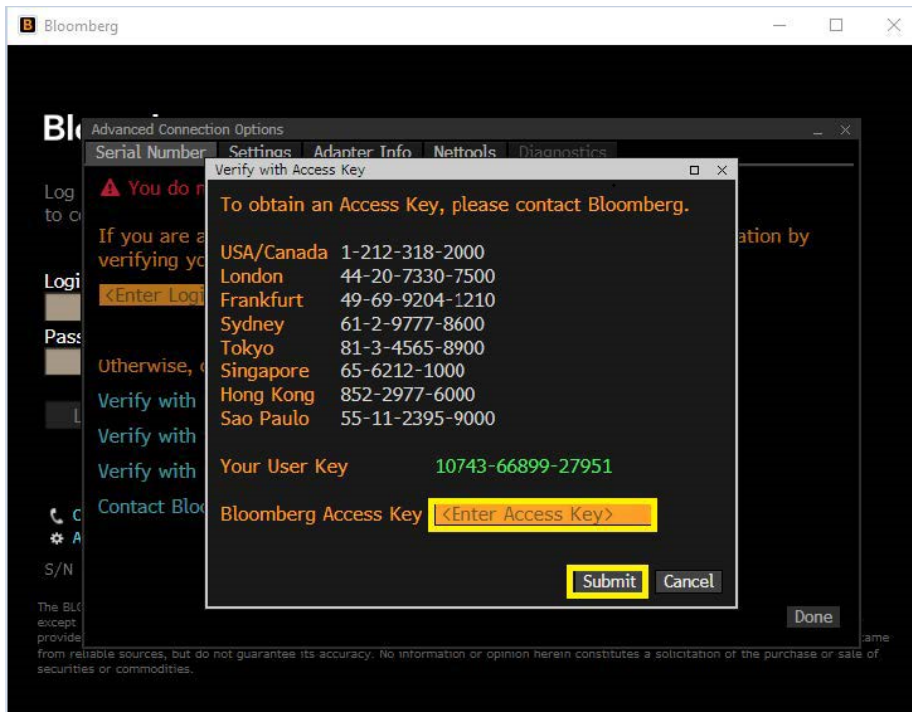 Bloomberg
Advanced Connection Options
Serial Number Settings Adapter Info Nettools Diagnostics
Verify with Access Key
You do
Log
to
To obtain an Access Key, please contact Bloomberg.
If you are a
ation by
verifying
USA/Canada 1-212-318-2000
London 44-20-7330-7500
Frankfurt 49-69-9204-1210
Sydney 61-2-9777-8600
Tokyo 81-3-4565-8900
Singapore 65-6212-1000
Hong Kong 852-2977-6000
Sao Paulo 55-11-2395-9000
Logi
<Enter Logi
Pass
Otherwise,
Verify with
Verify with
Verify with
Contact Bloo
Your User Key 10743-66899-27951
Bloomberg Access Key <Enter Access Key>
Submit Cancel
S/N
Done
The BLO
except
provide
from reliable sources, but do not guarantee its accuracy. No information or opinion herein constitutes a solicitation of the purchase or sale of
securities or commodities.